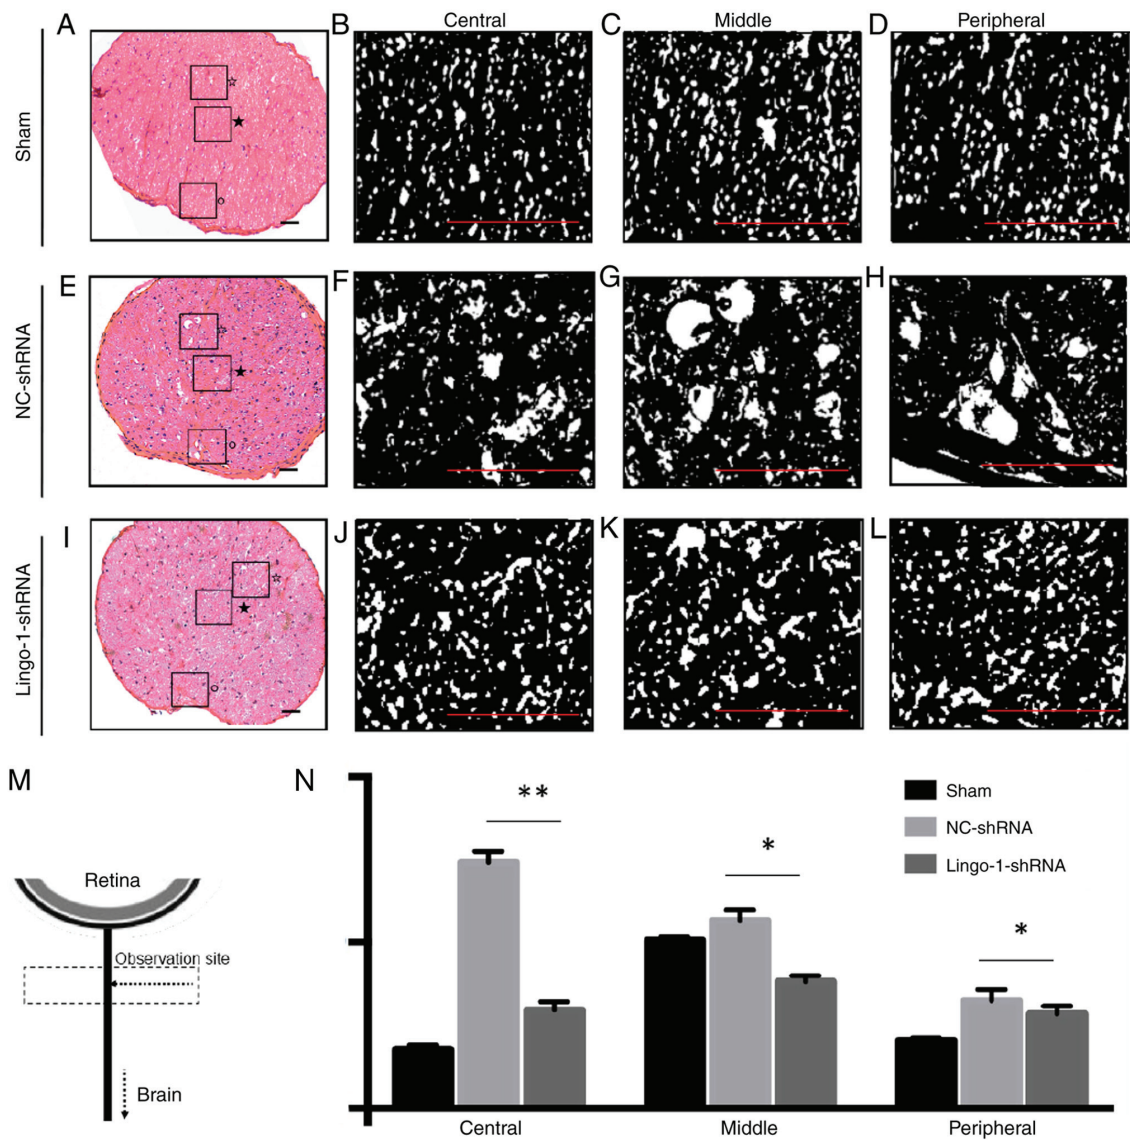 A
B
Central
C
Middle
D
Peripheral
Sham
E
F
G
H
NC-shRNA
I
J
K
L
Lingo-1-shRNA
M
Retina
Observation site
Brain
N
**
*
*
Sham
NC-shRNA
Lingo-1-shRNA
Central
Middle
Peripheral